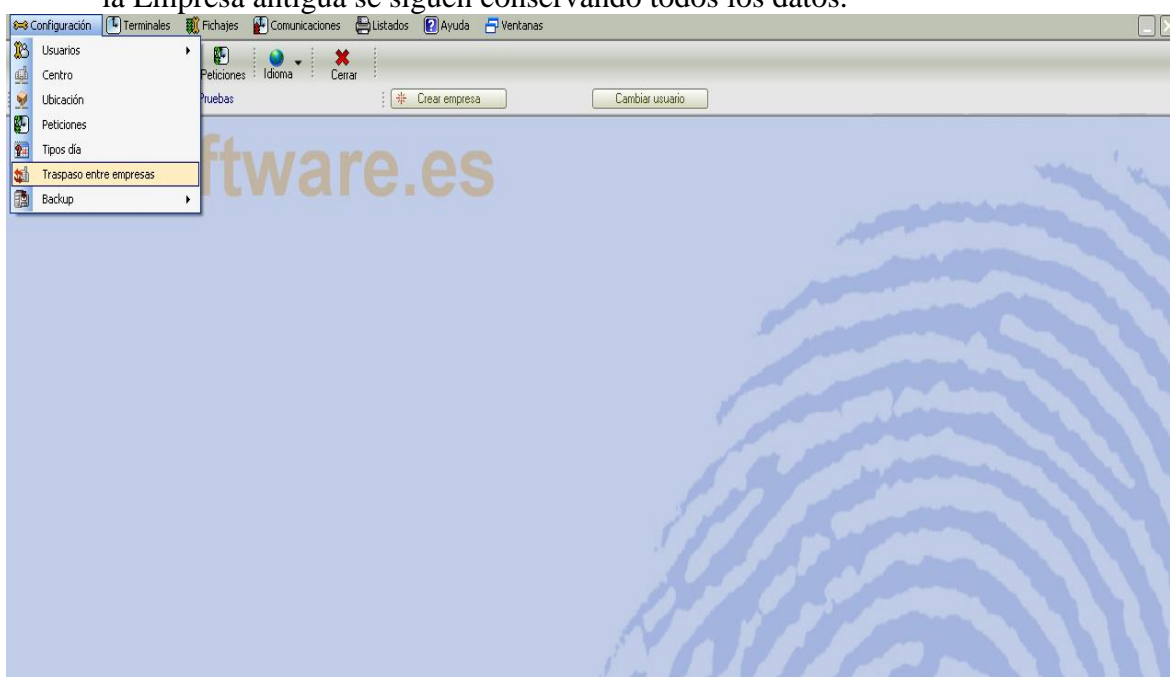 la Empresa antigua se siguen conservando todos los datos.
Configuración Terminales Fichajes Comunicaciones Listados Ayuda Ventanas
Usuarios
Centro
Ubicación
Peticiones
Tipos día
Traspaso entre empresas
Backup
Peticiones Idioma Cerrar
Pruebas Crear empresa Cambiar usuario
ftware.es